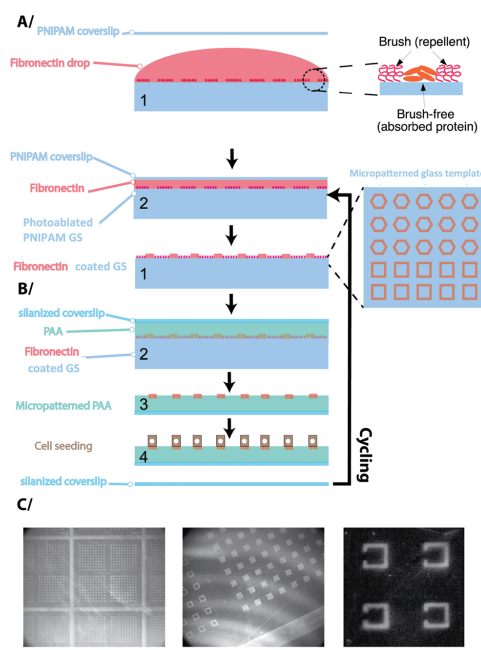 A/
PNIPAM coverslip
Fibronectin drop
1
Brush (repellent)
Brush-free
(absorbed protein)
PNIPAM coverslip
Fibronectin
Photoablated
PNIPAM GS
2
Micropatterned glass template
Fibronectin coated GS
1
B/
silanized coverslip
PAA
Fibronectin
coated GS
2
Micropatterned PAA
3
Cell seeding
4
silanized coverslip
Cycling
C/